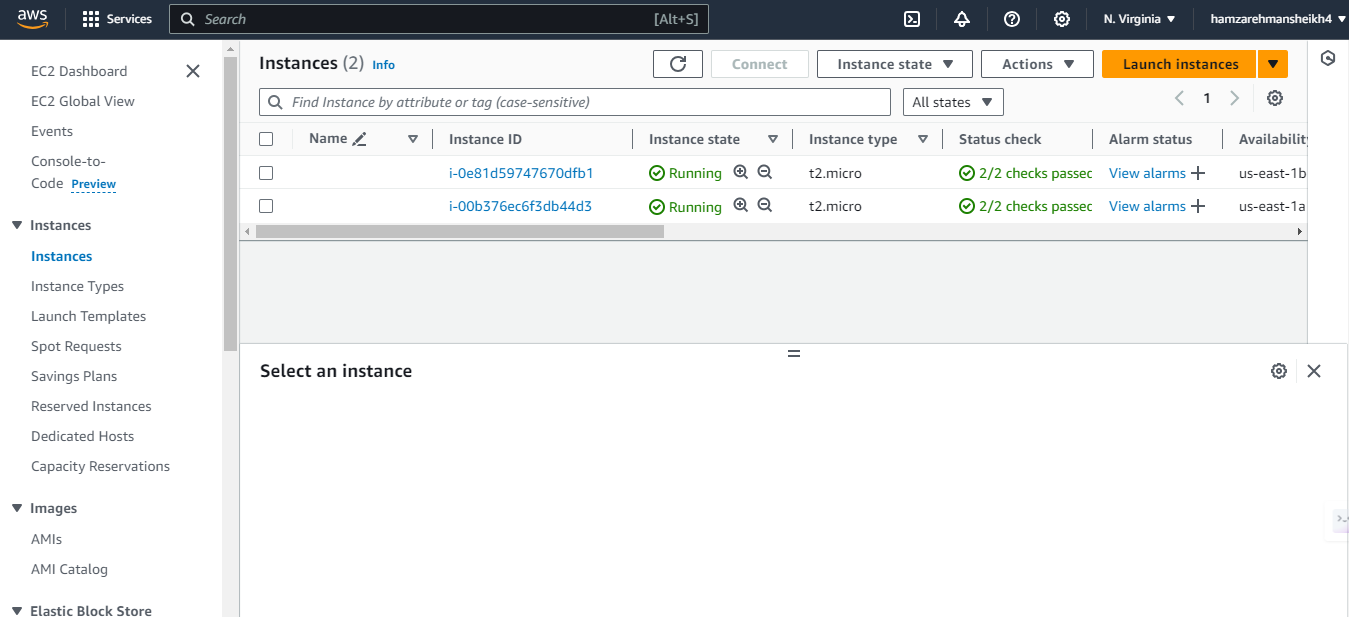 aws Services Search [Alt+S] N. Virginia hamzarehmansheikh4
EC2 Dashboard
EC2 Global View
Events
Console-to-
Code Preview
Instances
Instances
Instance Types
Launch Templates
Spot Requests
Savings Plans
Reserved Instances
Dedicated Hosts
Capacity Reservations
Images
AMIs
AMI Catalog
Elastic Block Store
Instances (2) Info Connect Instance state Actions Launch instances
Find Instance by attribute or tag (case-sensitive) All states 1
Name Instance ID Instance state Instance type Status check Alarm status Availability
i-0e81d59747670dfb1 Running t2.micro 2/2 checks passed View alarms + us-east-1b
i-00b376ec6f3db44d3 Running t2.micro 2/2 checks passed View alarms + us-east-1a
Select an instance